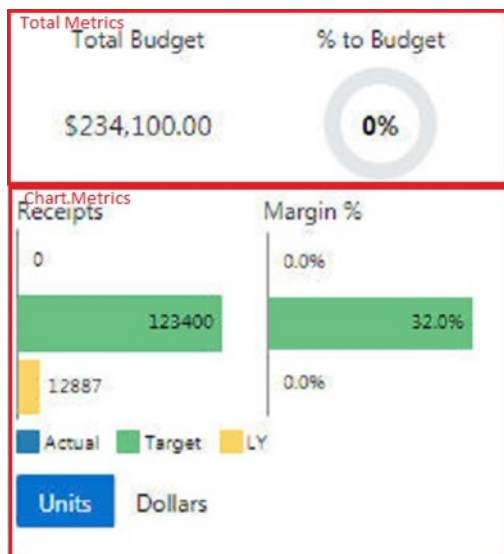 Total Metrics
Total Budget % to Budget
$234,100.00 0%
Chart.Metrics
Receipts Margin %
0 0.0%
123400 32.0%
12887 0.0%
Actual Target LY
Units Dollars